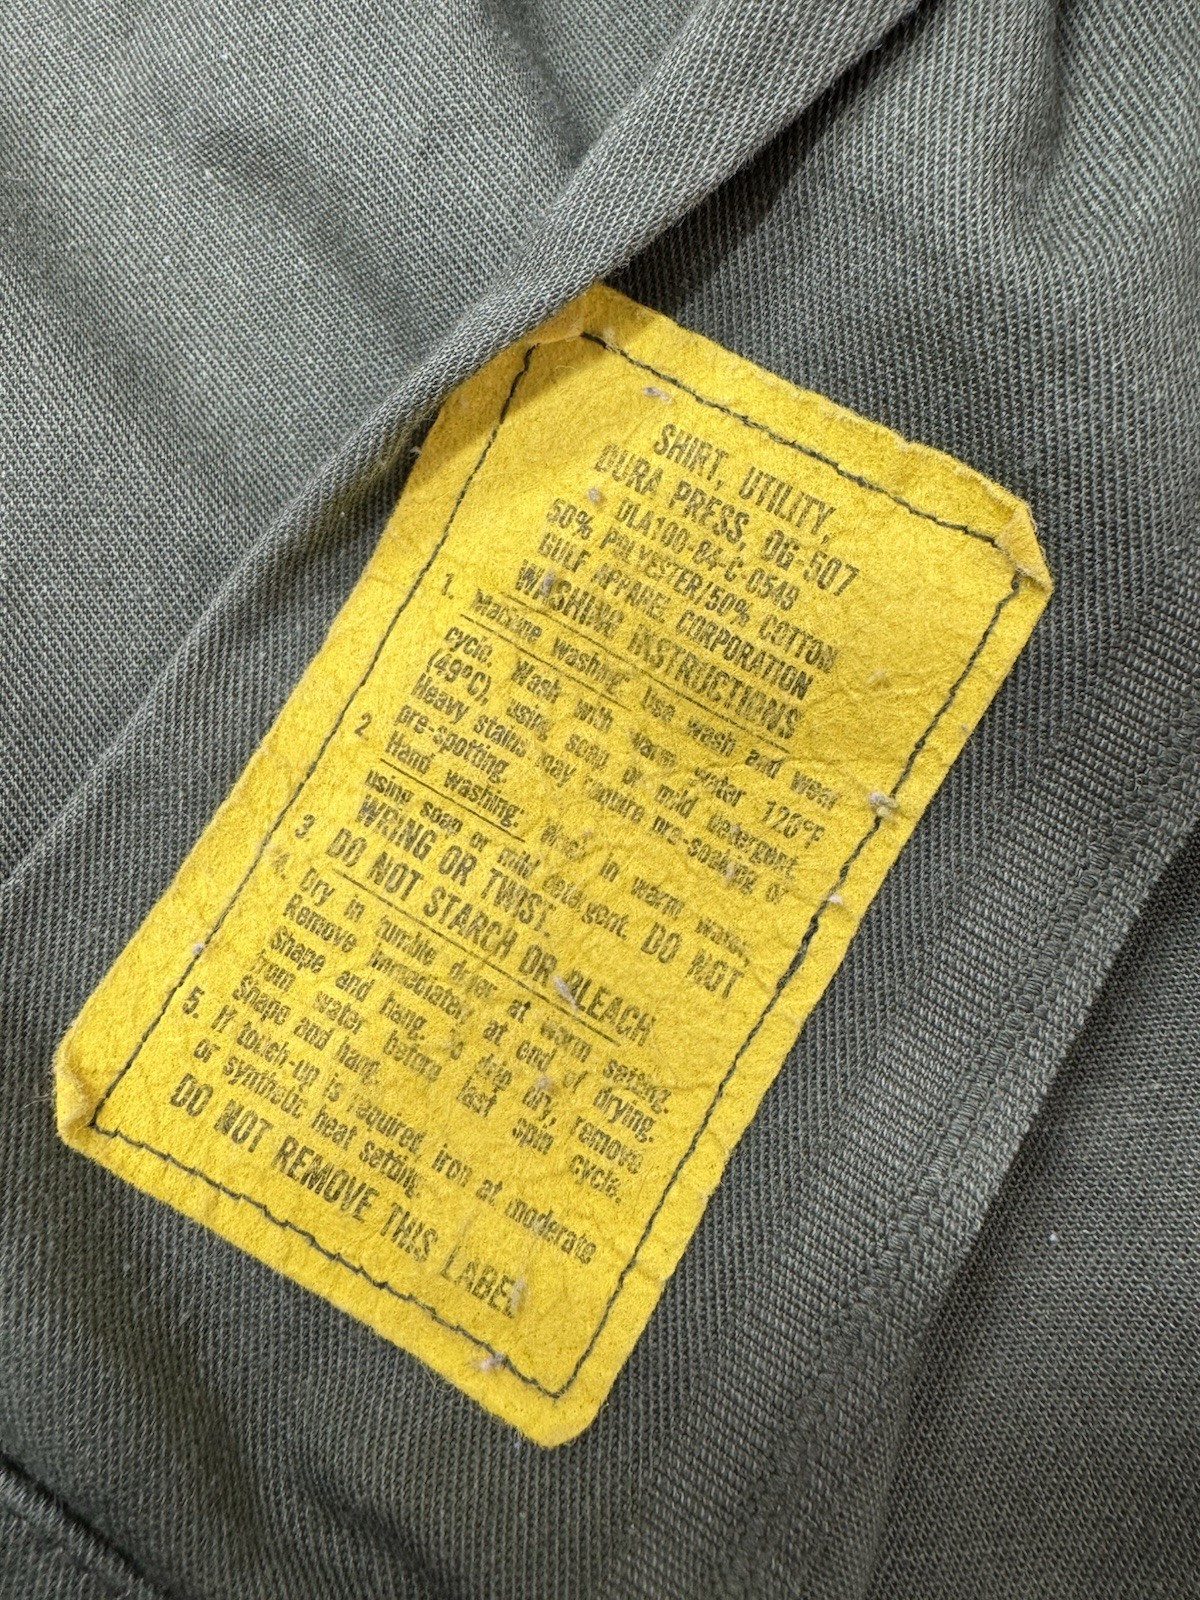 SHIRT, UTILITY,
DURA PRESS, OG-507
DLA100-84-C-0549
50% POLYESTER/50% COTTON
GULF APPAREL CORPORATION
WASHING INSTRUCTIONS
1. Machine washing. Use wash and wear
cycle. Wash with warm water 120°F
(49°C), using soap or mild detergent.
Heavy stains may require pre-soaking or
pre-spotting.
2. Hand washing. Wash in warm water,
using soap or mild detergent. DO NOT
WRING OR TWIST.
3. DO NOT STARCH OR BLEACH
4. Dry in tumble dryer at warm setting.
Remove immediately at end of drying.
Shape and hang. To drip dry, remove
from water before last spin cycle.
Shape and hang.
5. If touch-up is required, iron at moderate
or synthetic heat setting.
DO NOT REMOVE THIS LABEL